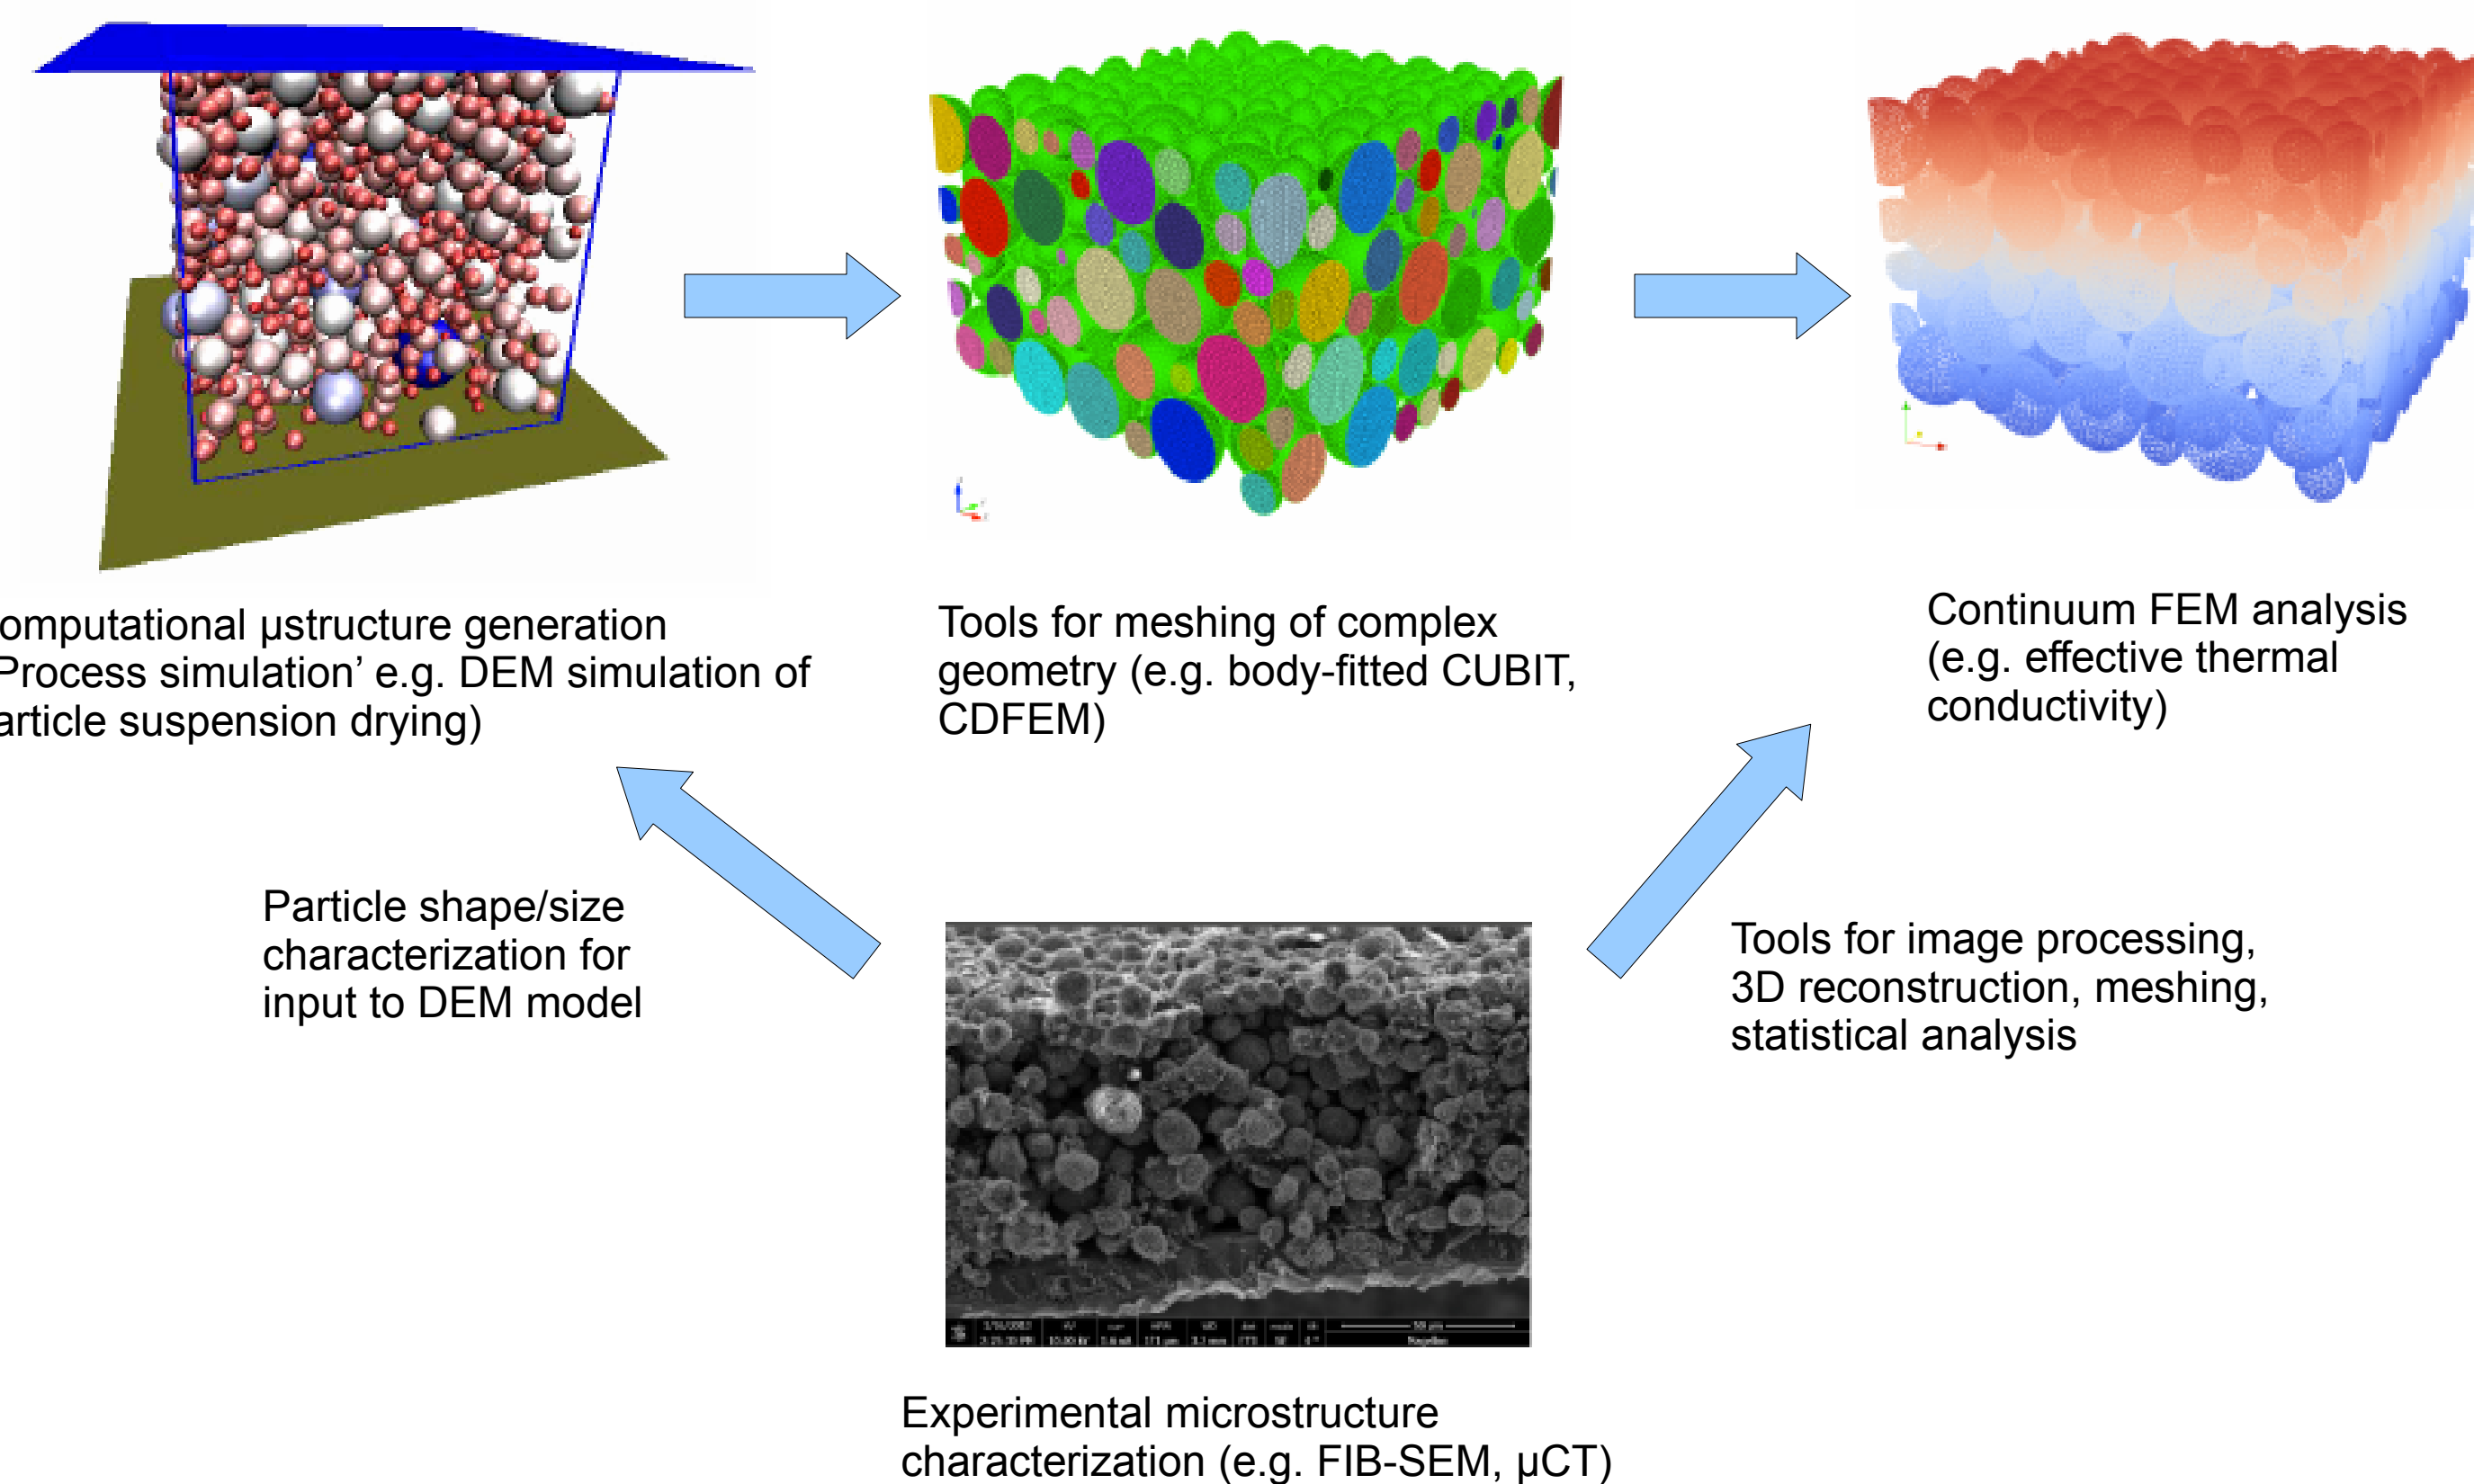 omputational µstructure generation
Process simulation’ e.g. DEM simulation of
article suspension drying)
Tools for meshing of complex
geometry (e.g. body-fitted CUBIT,
CDFEM)
Continuum FEM analysis
(e.g. effective thermal
conductivity)
Particle shape/size
characterization for
input to DEM model
Tools for image processing,
3D reconstruction, meshing,
statistical analysis
Experimental microstructure
characterization (e.g. FIB-SEM, µCT)